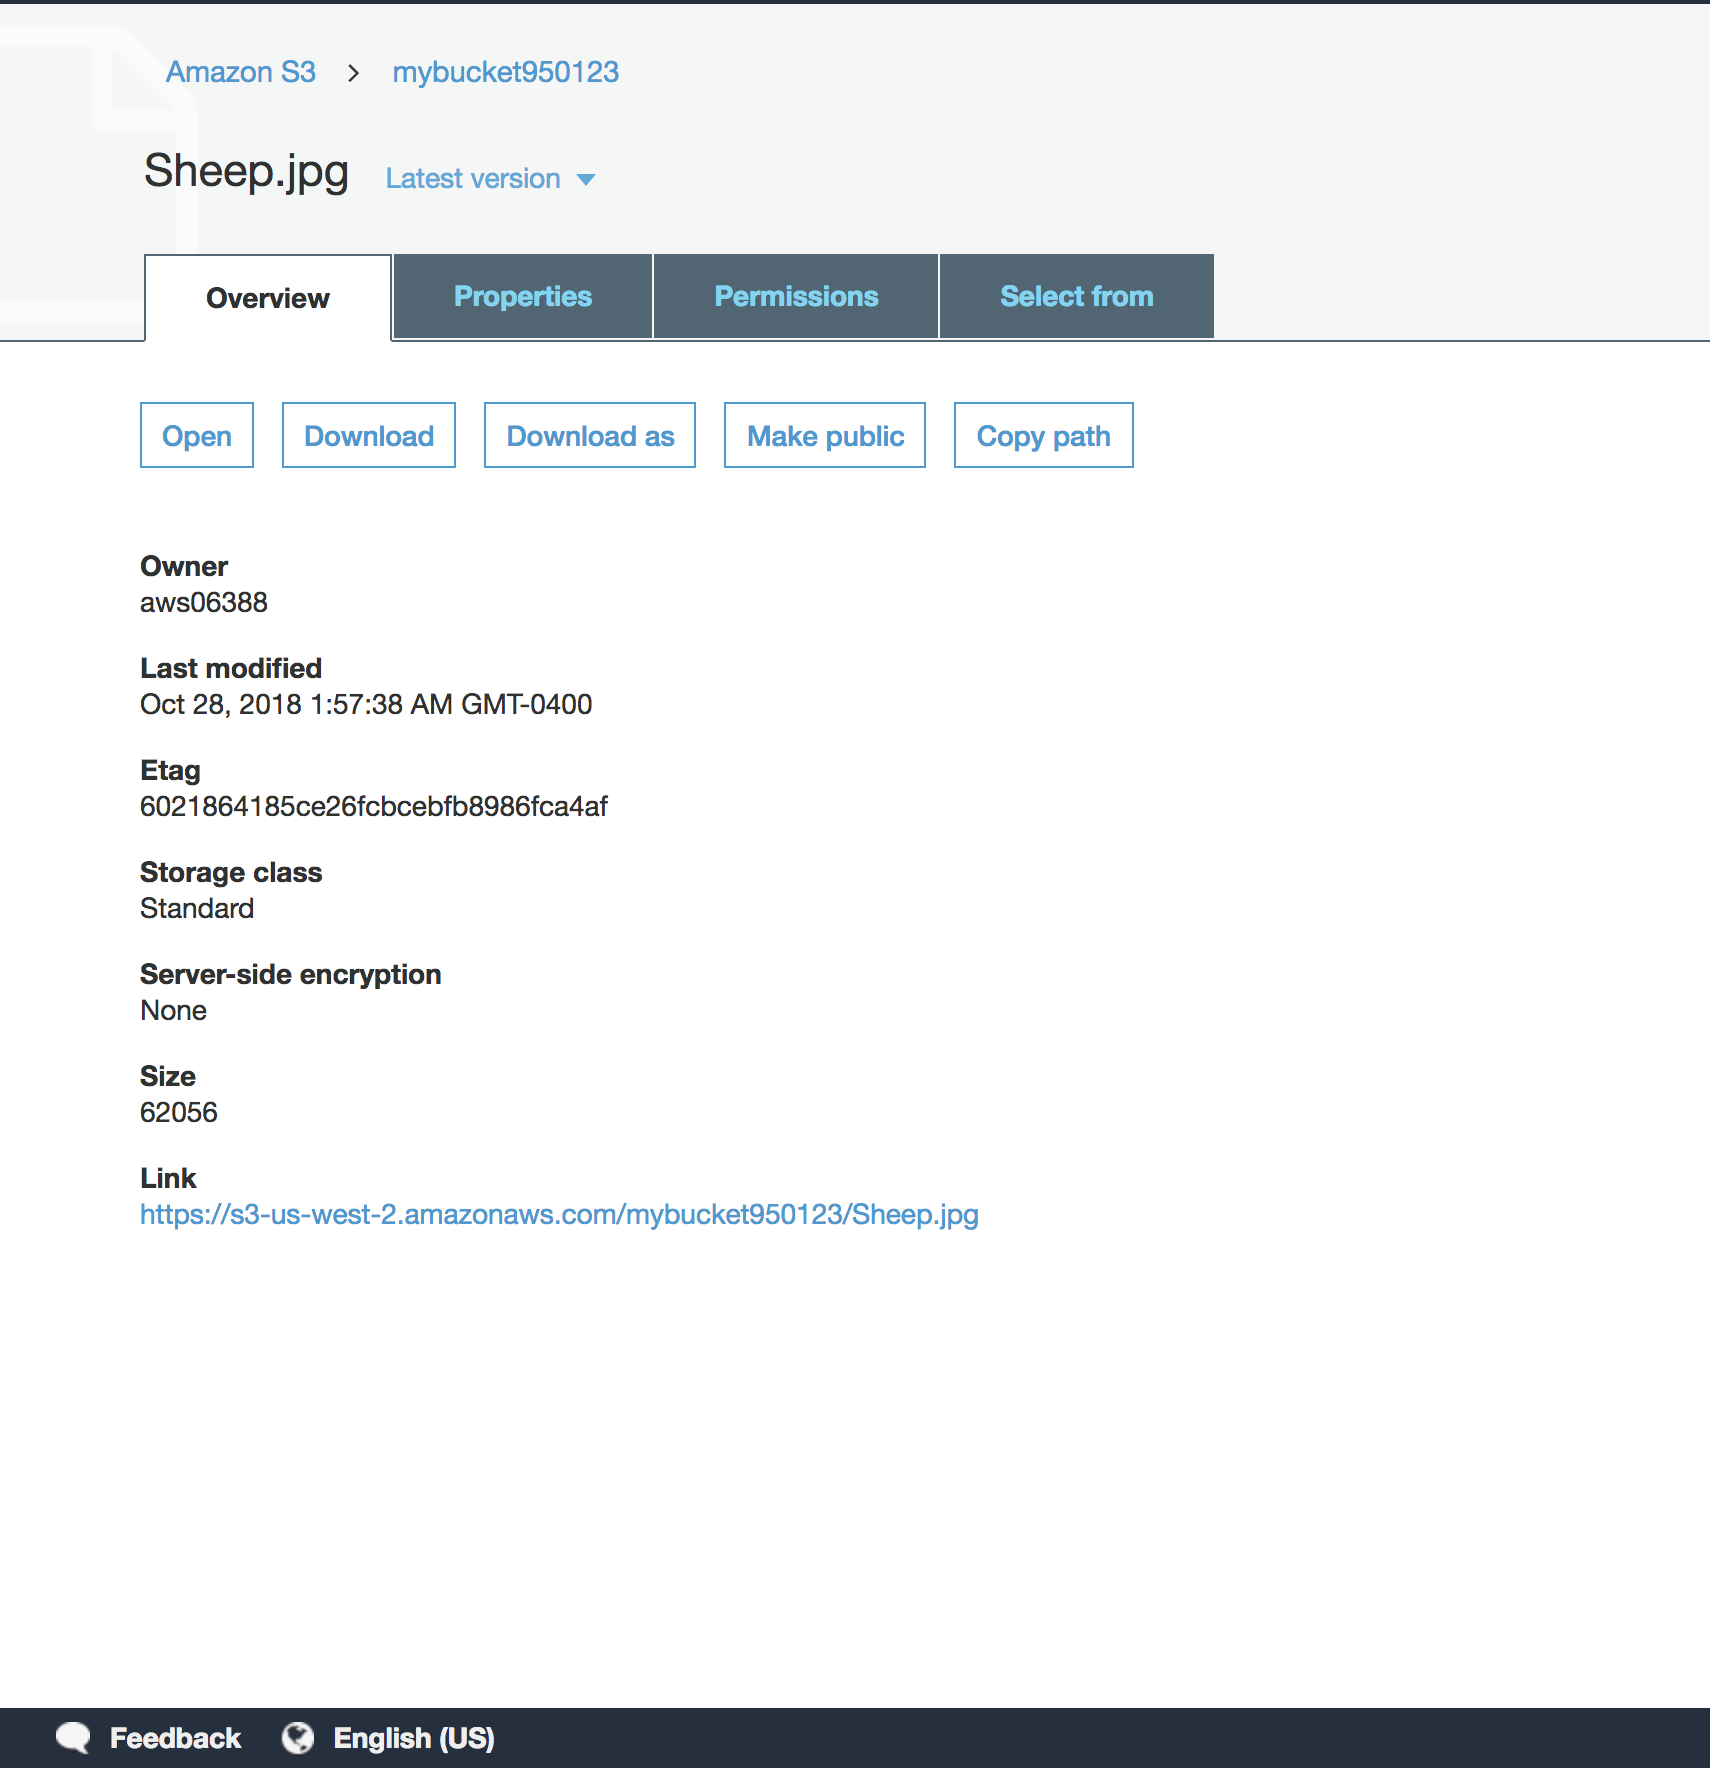 Amazon S3 > mybucket950123
Sheep.jpg Latest version
Overview Properties Permissions Select from
Open Download Download as Make public Copy path
Owner
aws06388
Last modified
Oct 28, 2018 1:57:38 AM GMT-0400
Etag
6021864185ce26fcbcebfb8986fca4af
Storage class
Standard
Server-side encryption
None
Size
62056
Link
https://s3-us-west-2.amazonaws.com/mybucket950123/Sheep.jpg
Feedback English (US)